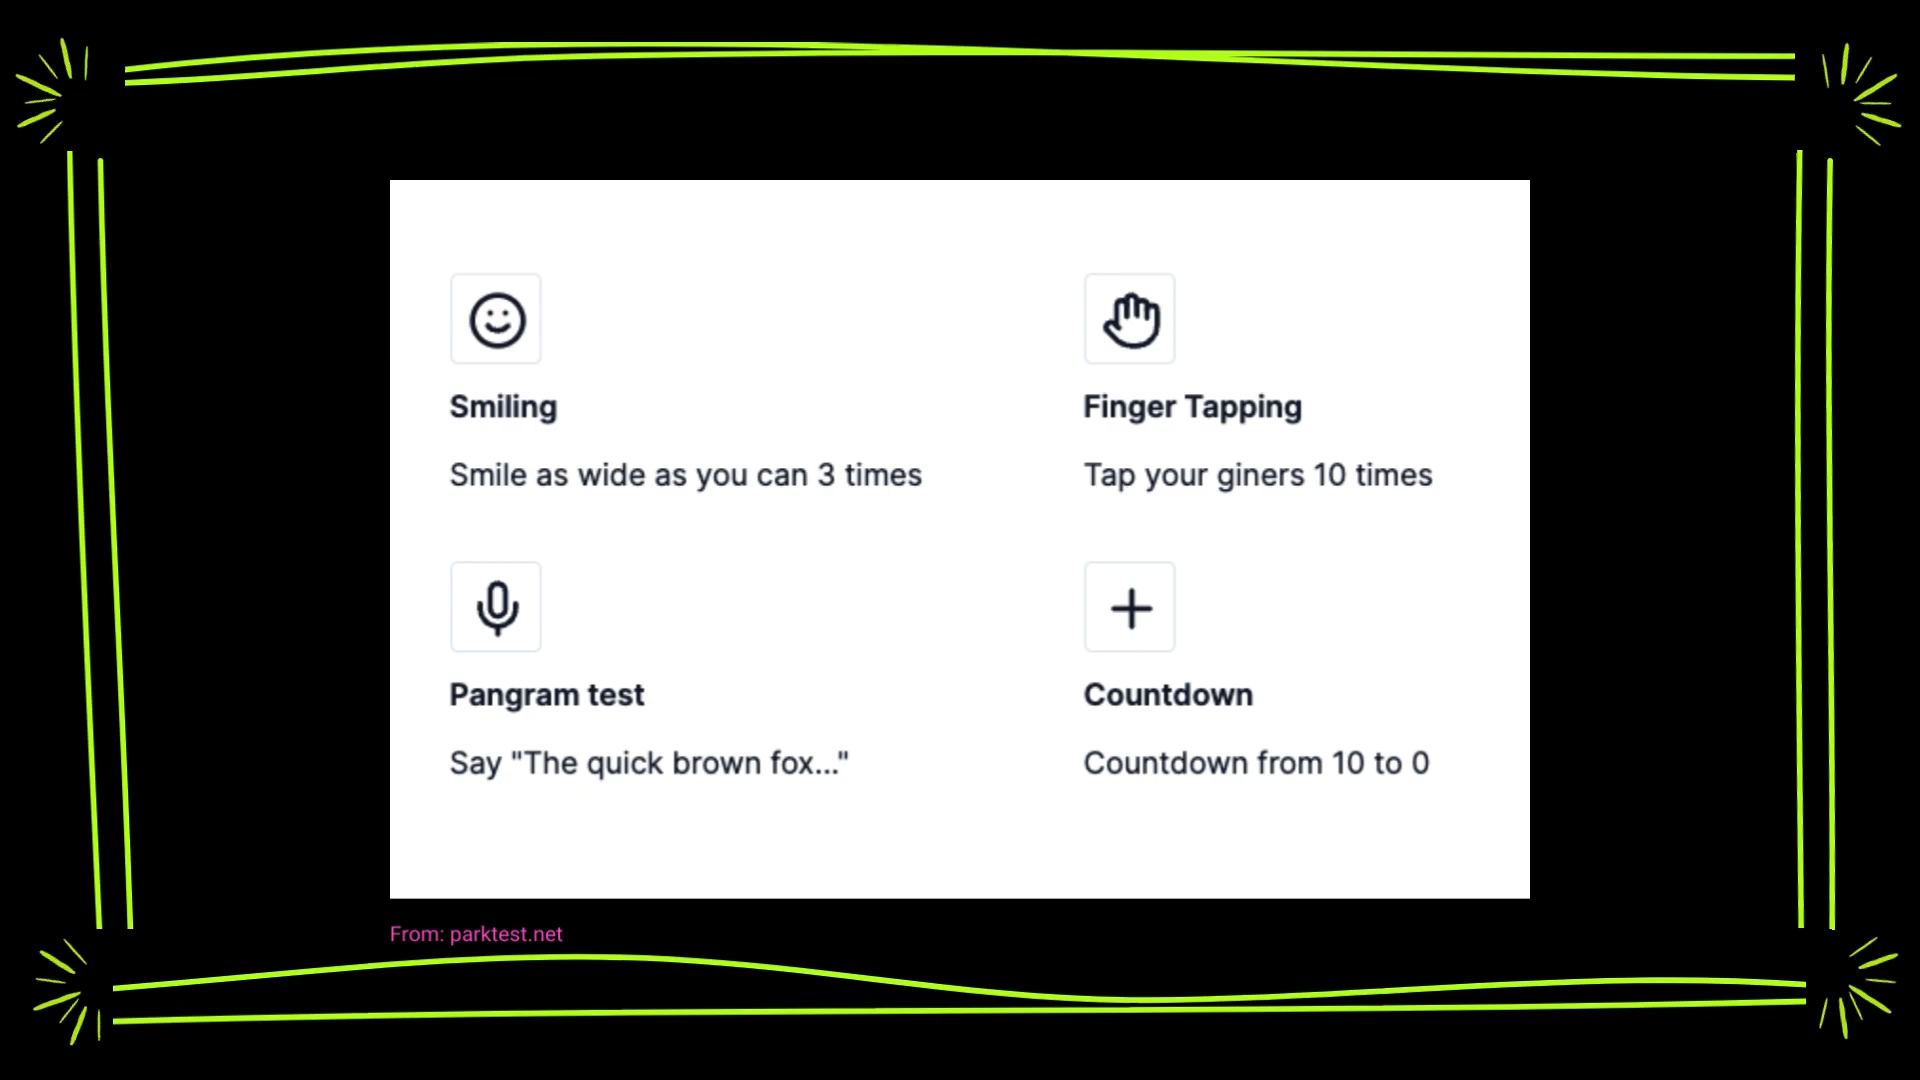 Smiling
Smile as wide as you can 3 times
Finger Tapping
Tap your giners 10 times
Pangram test
Say "The quick brown fox..."
Countdown
Countdown from 10 to 0
From: parktest.net